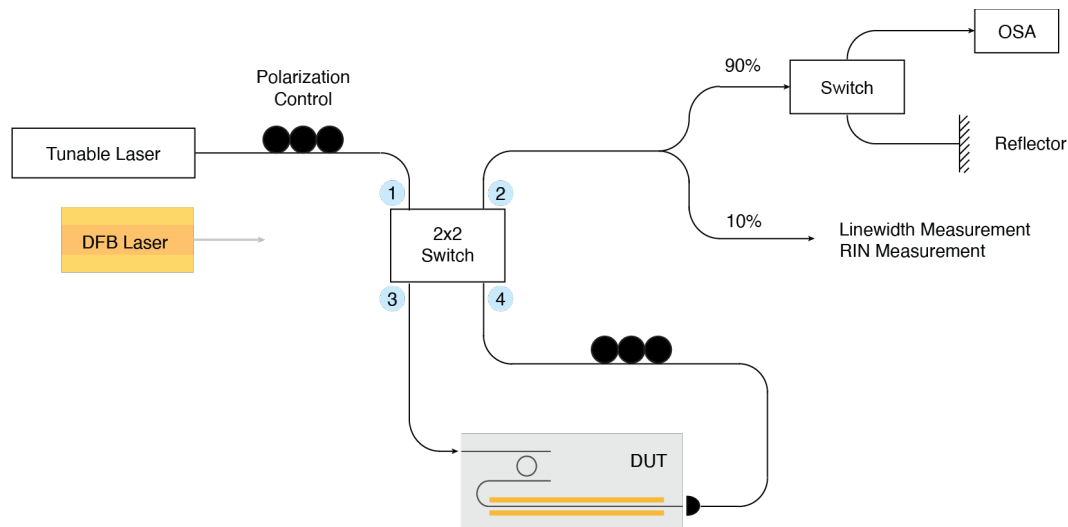 OSA
90%
Polarization
Control
Switch
Tunable Laser
Reflector
1
2
DFB Laser
2x2
Switch
10%
Linewidth Measurement
RIN Measurement
3
4
DUT